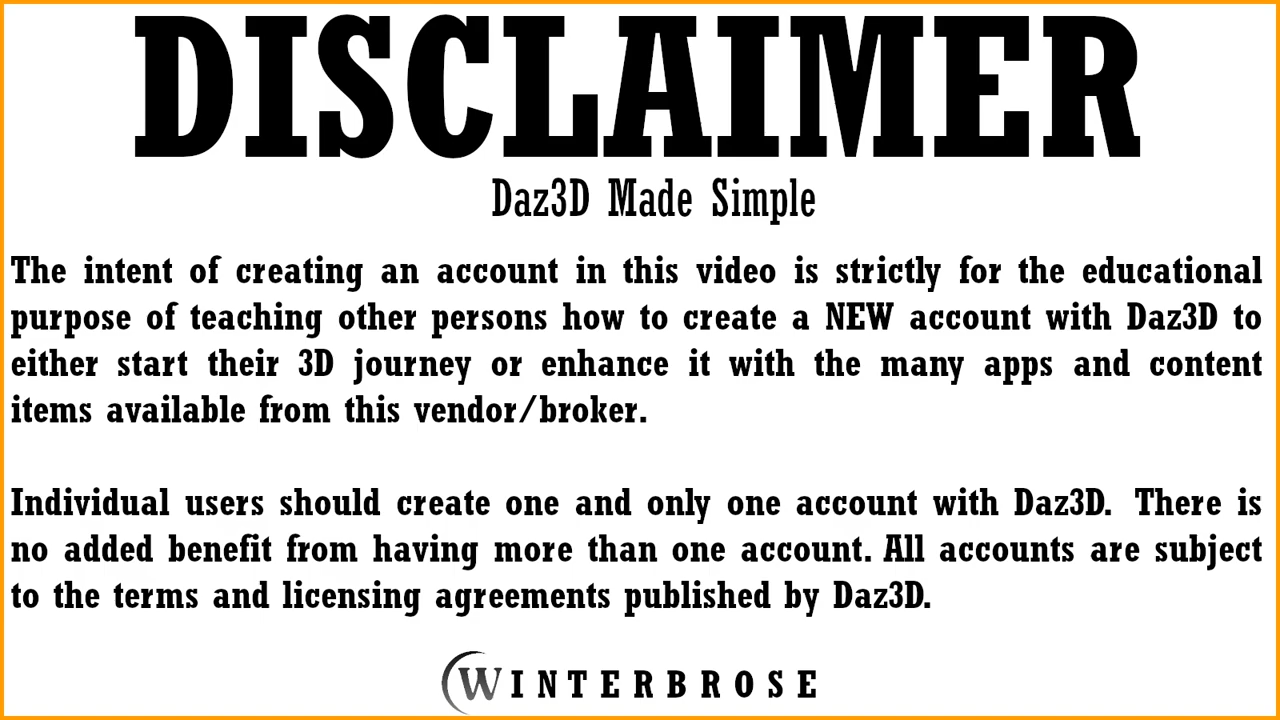 DISCLAIMER
Daz3D Made Simple
The intent of creating an account in this video is strictly for the educational
purpose of teaching other persons how to create a NEW account with Daz3D to
either start their 3D journey or enhance it with the many apps and content
items available from this vendor/broker.
Individual users should create one and only one account with Daz3D. There is
no added benefit from having more than one account. All accounts are subject
to the terms and licensing agreements published by Daz3D.
WINTERBROSE